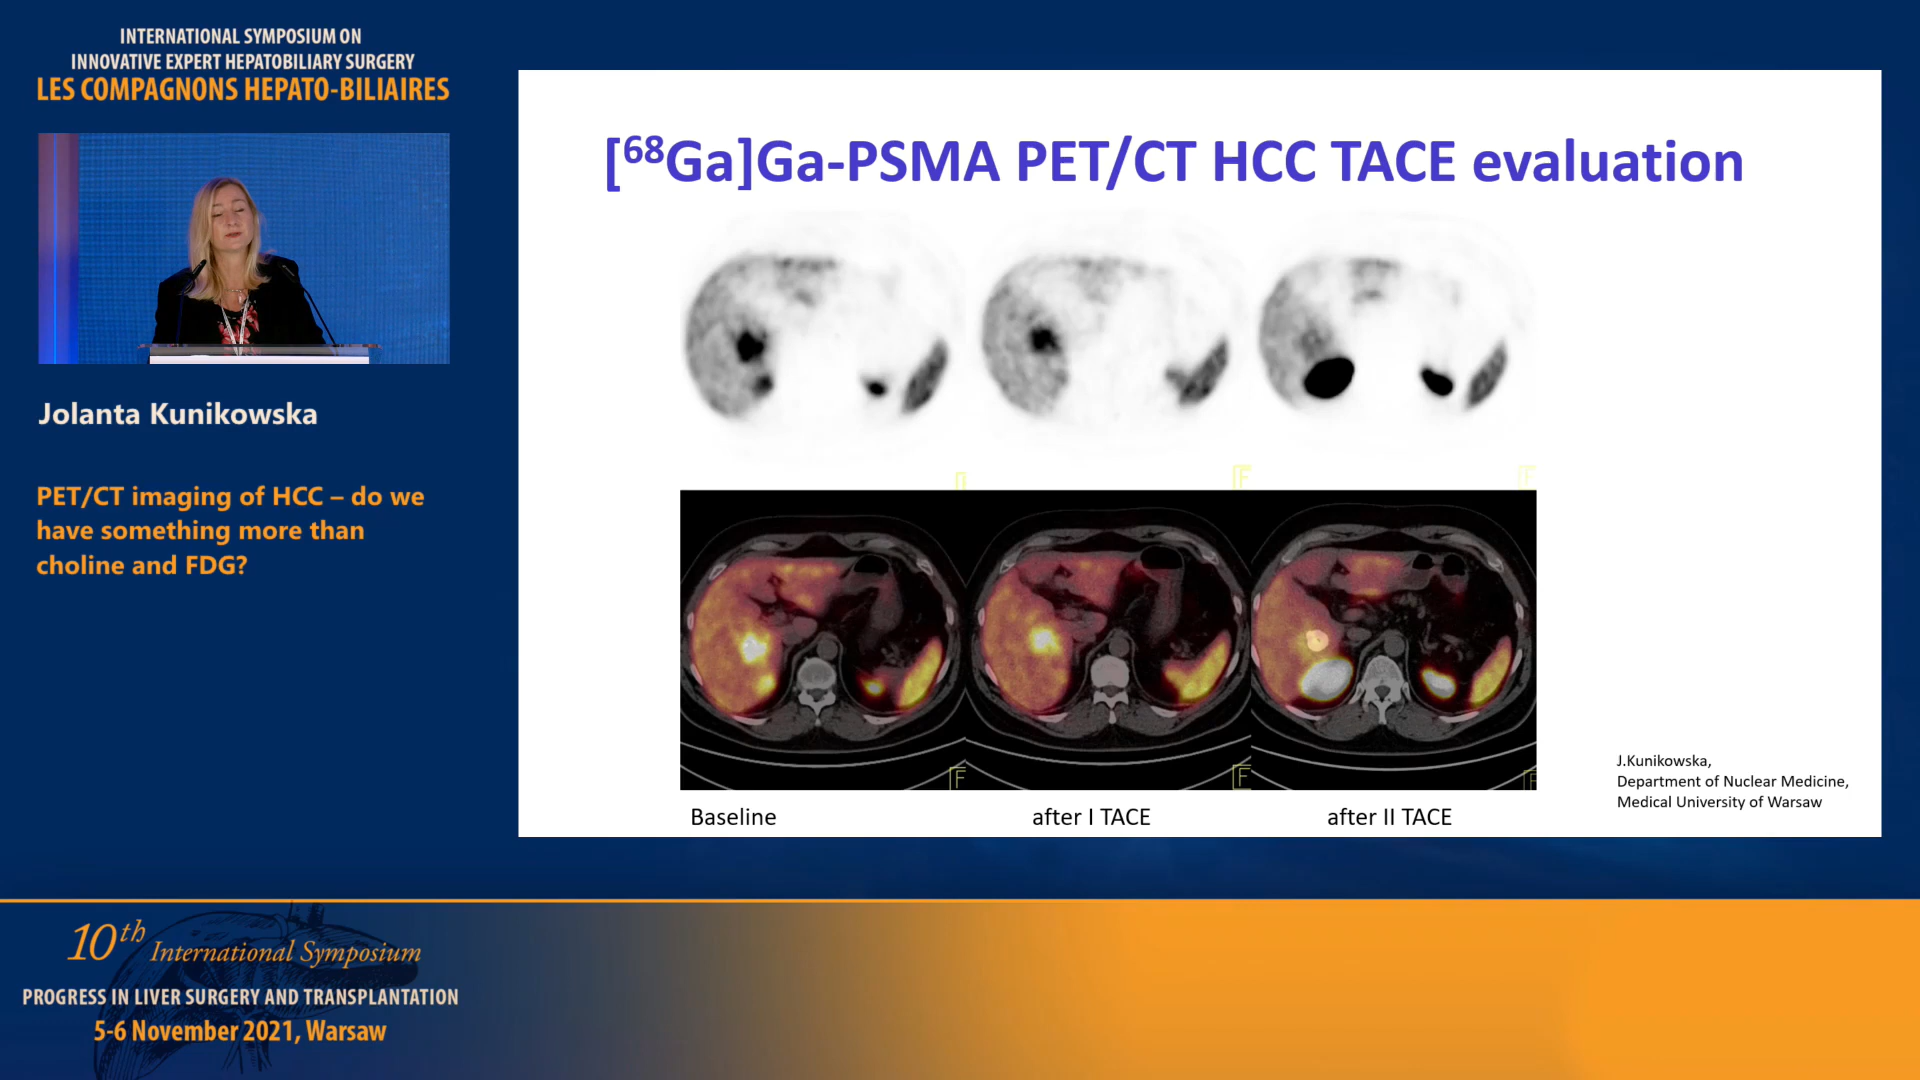 INTERNATIONAL SYMPOSIUM ON
INNOVATIVE EXPERT HEPATOBILIARY SURGERY
LES COMPAGNONS HEPATO-BILIAIRES
Jolanta Kunikowska
PET/CT imaging of HCC – do we
have something more than
choline and FDG?
[⁶⁸Ga]Ga-PSMA PET/CT HCC TACE evaluation
F
F
F
F
Baseline
after I TACE
after II TACE
J.Kunikowska,
Department of Nuclear Medicine,
Medical University of Warsaw
10th International Symposium
PROGRESS IN LIVER SURGERY AND TRANSPLANTATION
5-6 November 2021, Warsaw